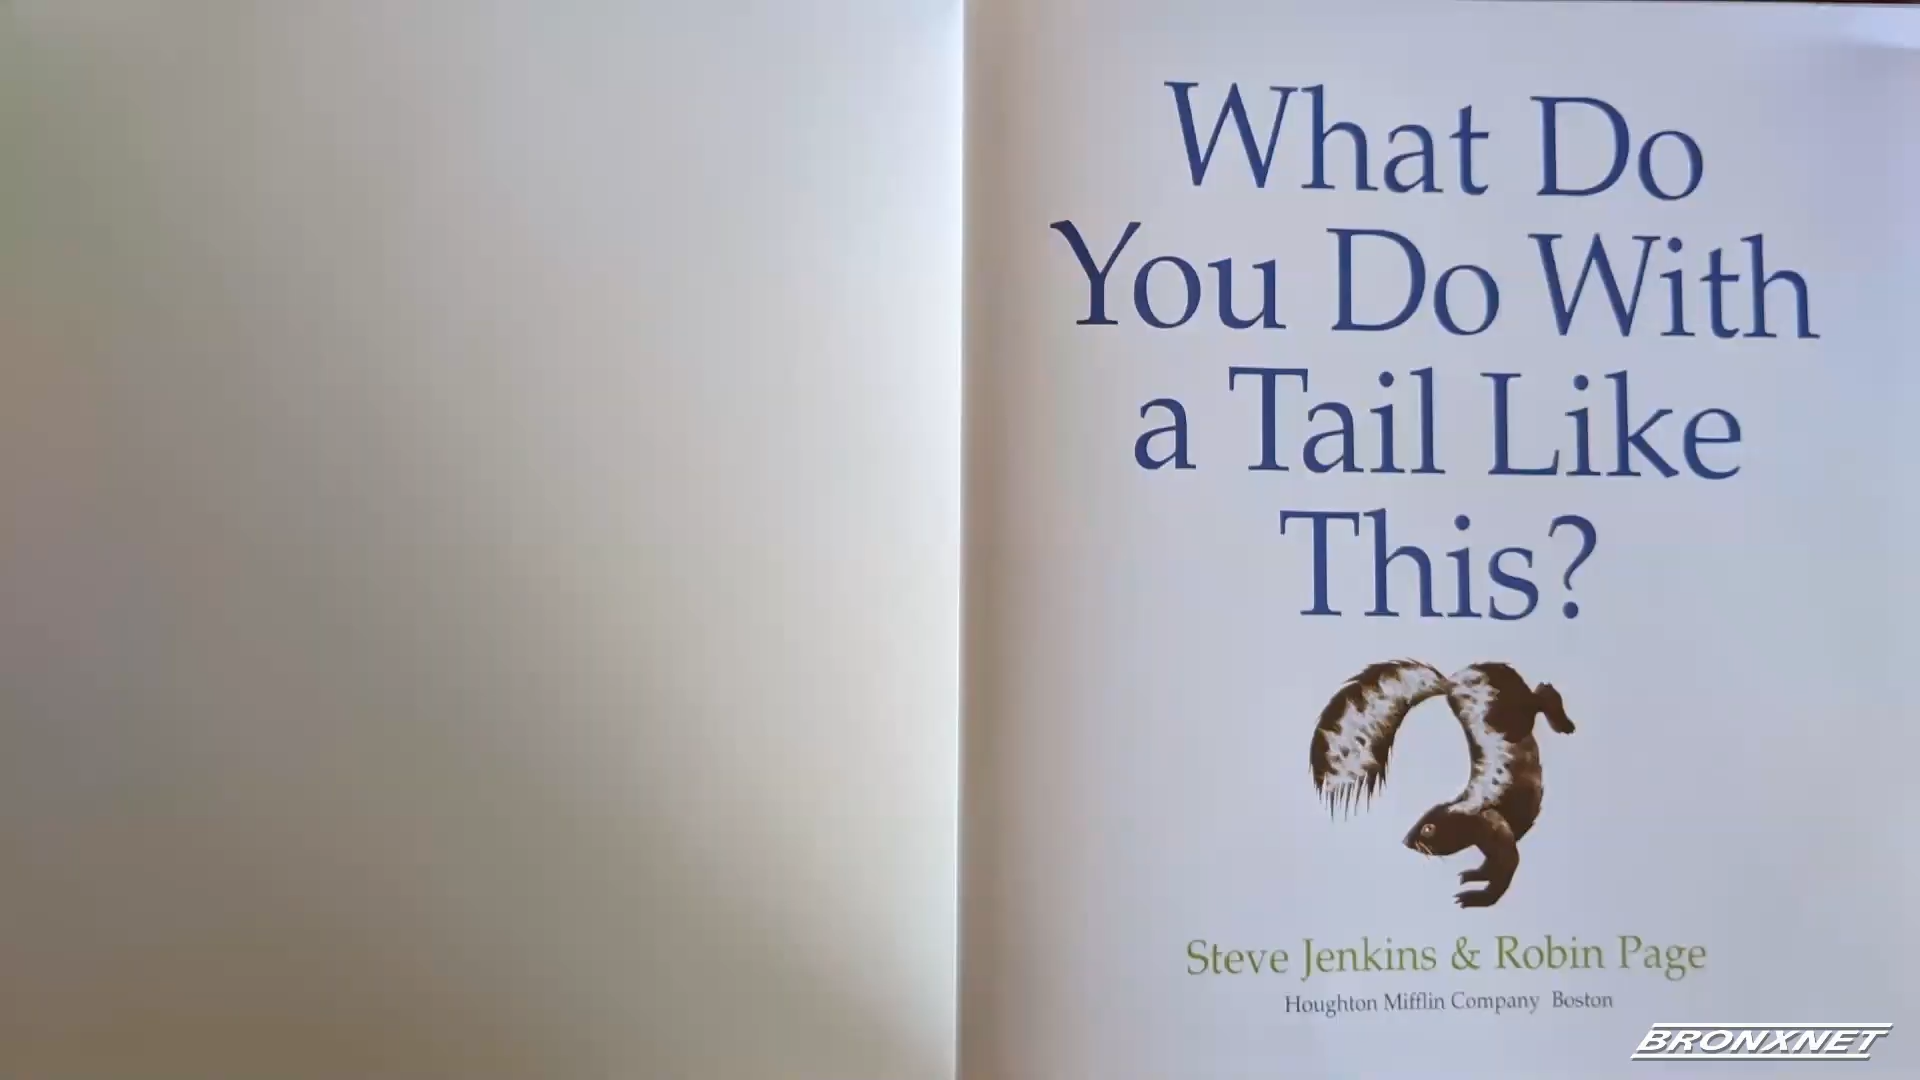 What Do
You Do With
a Tail Like
This?
Steve Jenkins & Robin Page
Houghton Mifflin Company Boston
BRONXNET